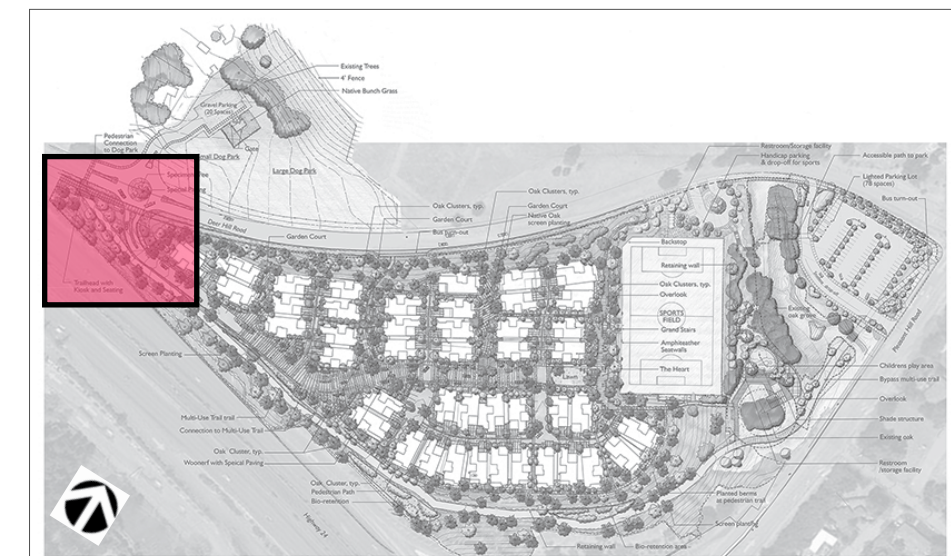 Existing Trees
4' Fence
Native Bunch Grass
Gravel Parking
(20 Spaces)
Pedestrian
Connection
to Dog Park
Gate
Small Dog Park
Large Dog Park
Special Paving
Trailhead with
Kiosk and Seating
Deer Hill Road
Garden Court
Oak Clusters, typ.
Garden Court
Bus turn-out
Oak Clusters, typ.
Garden Court
Native Oak
screen planting
Restroom/Storage facility
Handicap parking
& drop-off for sports
Accessible path to park
Lighted Parking Lot
(78 spaces)
Bus turn-out
Backstop
Retaining wall
Oak Clusters, typ.
Overlook
SPORTS
FIELD
Grand Stairs
Amphiteather
Seatwalls
The Heart
Lawn
Existing
oak grove
Pleasant Hill Road
Childrens play area
Bypass multi-use trail
Overlook
Shade structure
Existing oak
Restroom
/storage facility
Screen Planting
Multi-Use Trail trail
Connection to Multi-Use Trail
Oak Cluster, typ.
Woonerf with Speical Paving
Oak Cluster, typ.
Pedestrian Path
Bio-retention
Highway 24
Planted berms
at pedestrian trail
Screen planting
Retaining wall
Bio-retention area